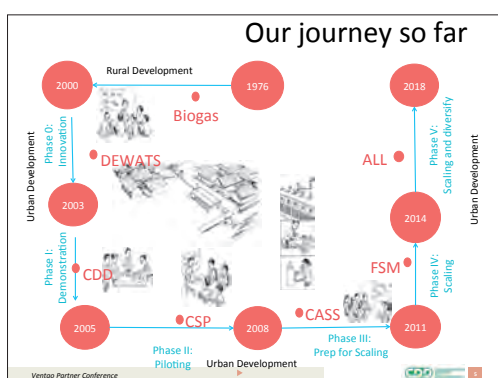 Our journey so far
Rural Development
2000
1976
2018
Biogas
Phase 0:
Innovation
DEWATS
Urban Development
2003
Phase I:
Demonstration
CDD
2005
CSP
Phase II:
Piloting
2008
Urban Development
CASS
Phase III:
Prep for Scaling
2011
FSM
Phase IV:
Scaling
2014
ALL
Phase V:
Scaling and diversify
Urban Development
Ventao Partner Conference
CDD